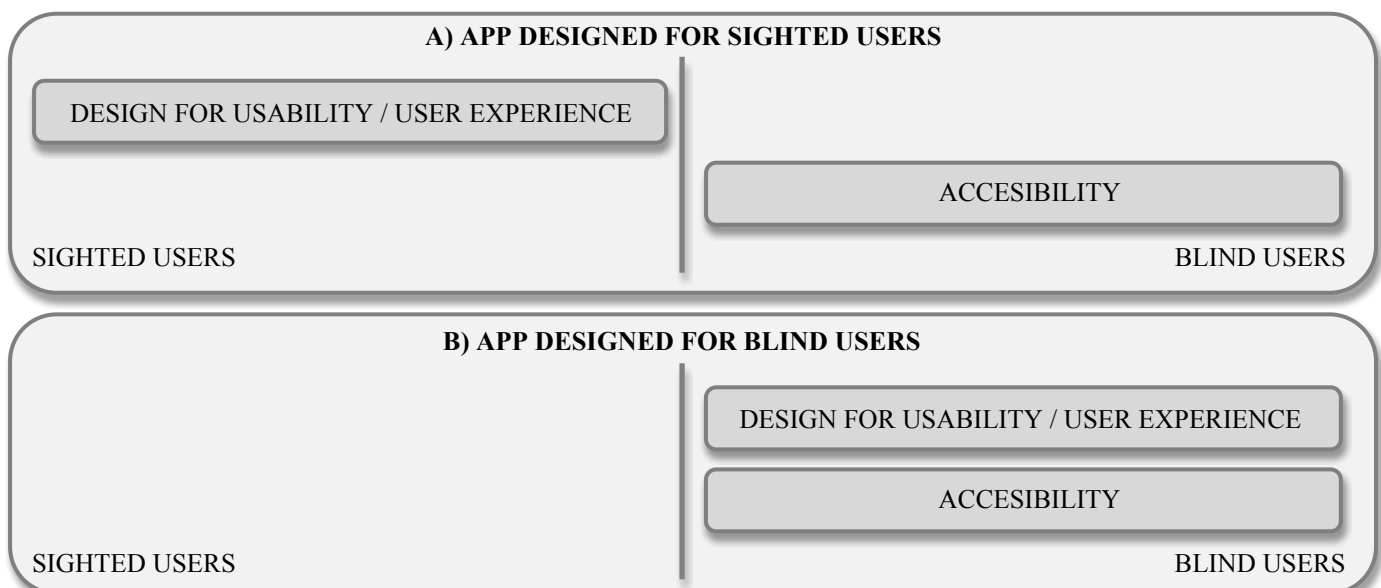 A) APP DESIGNED FOR SIGHTED USERS
DESIGN FOR USABILITY / USER EXPERIENCE
ACCESIBILITY
SIGHTED USERS
BLIND USERS
B) APP DESIGNED FOR BLIND USERS
DESIGN FOR USABILITY / USER EXPERIENCE
ACCESIBILITY
SIGHTED USERS
BLIND USERS